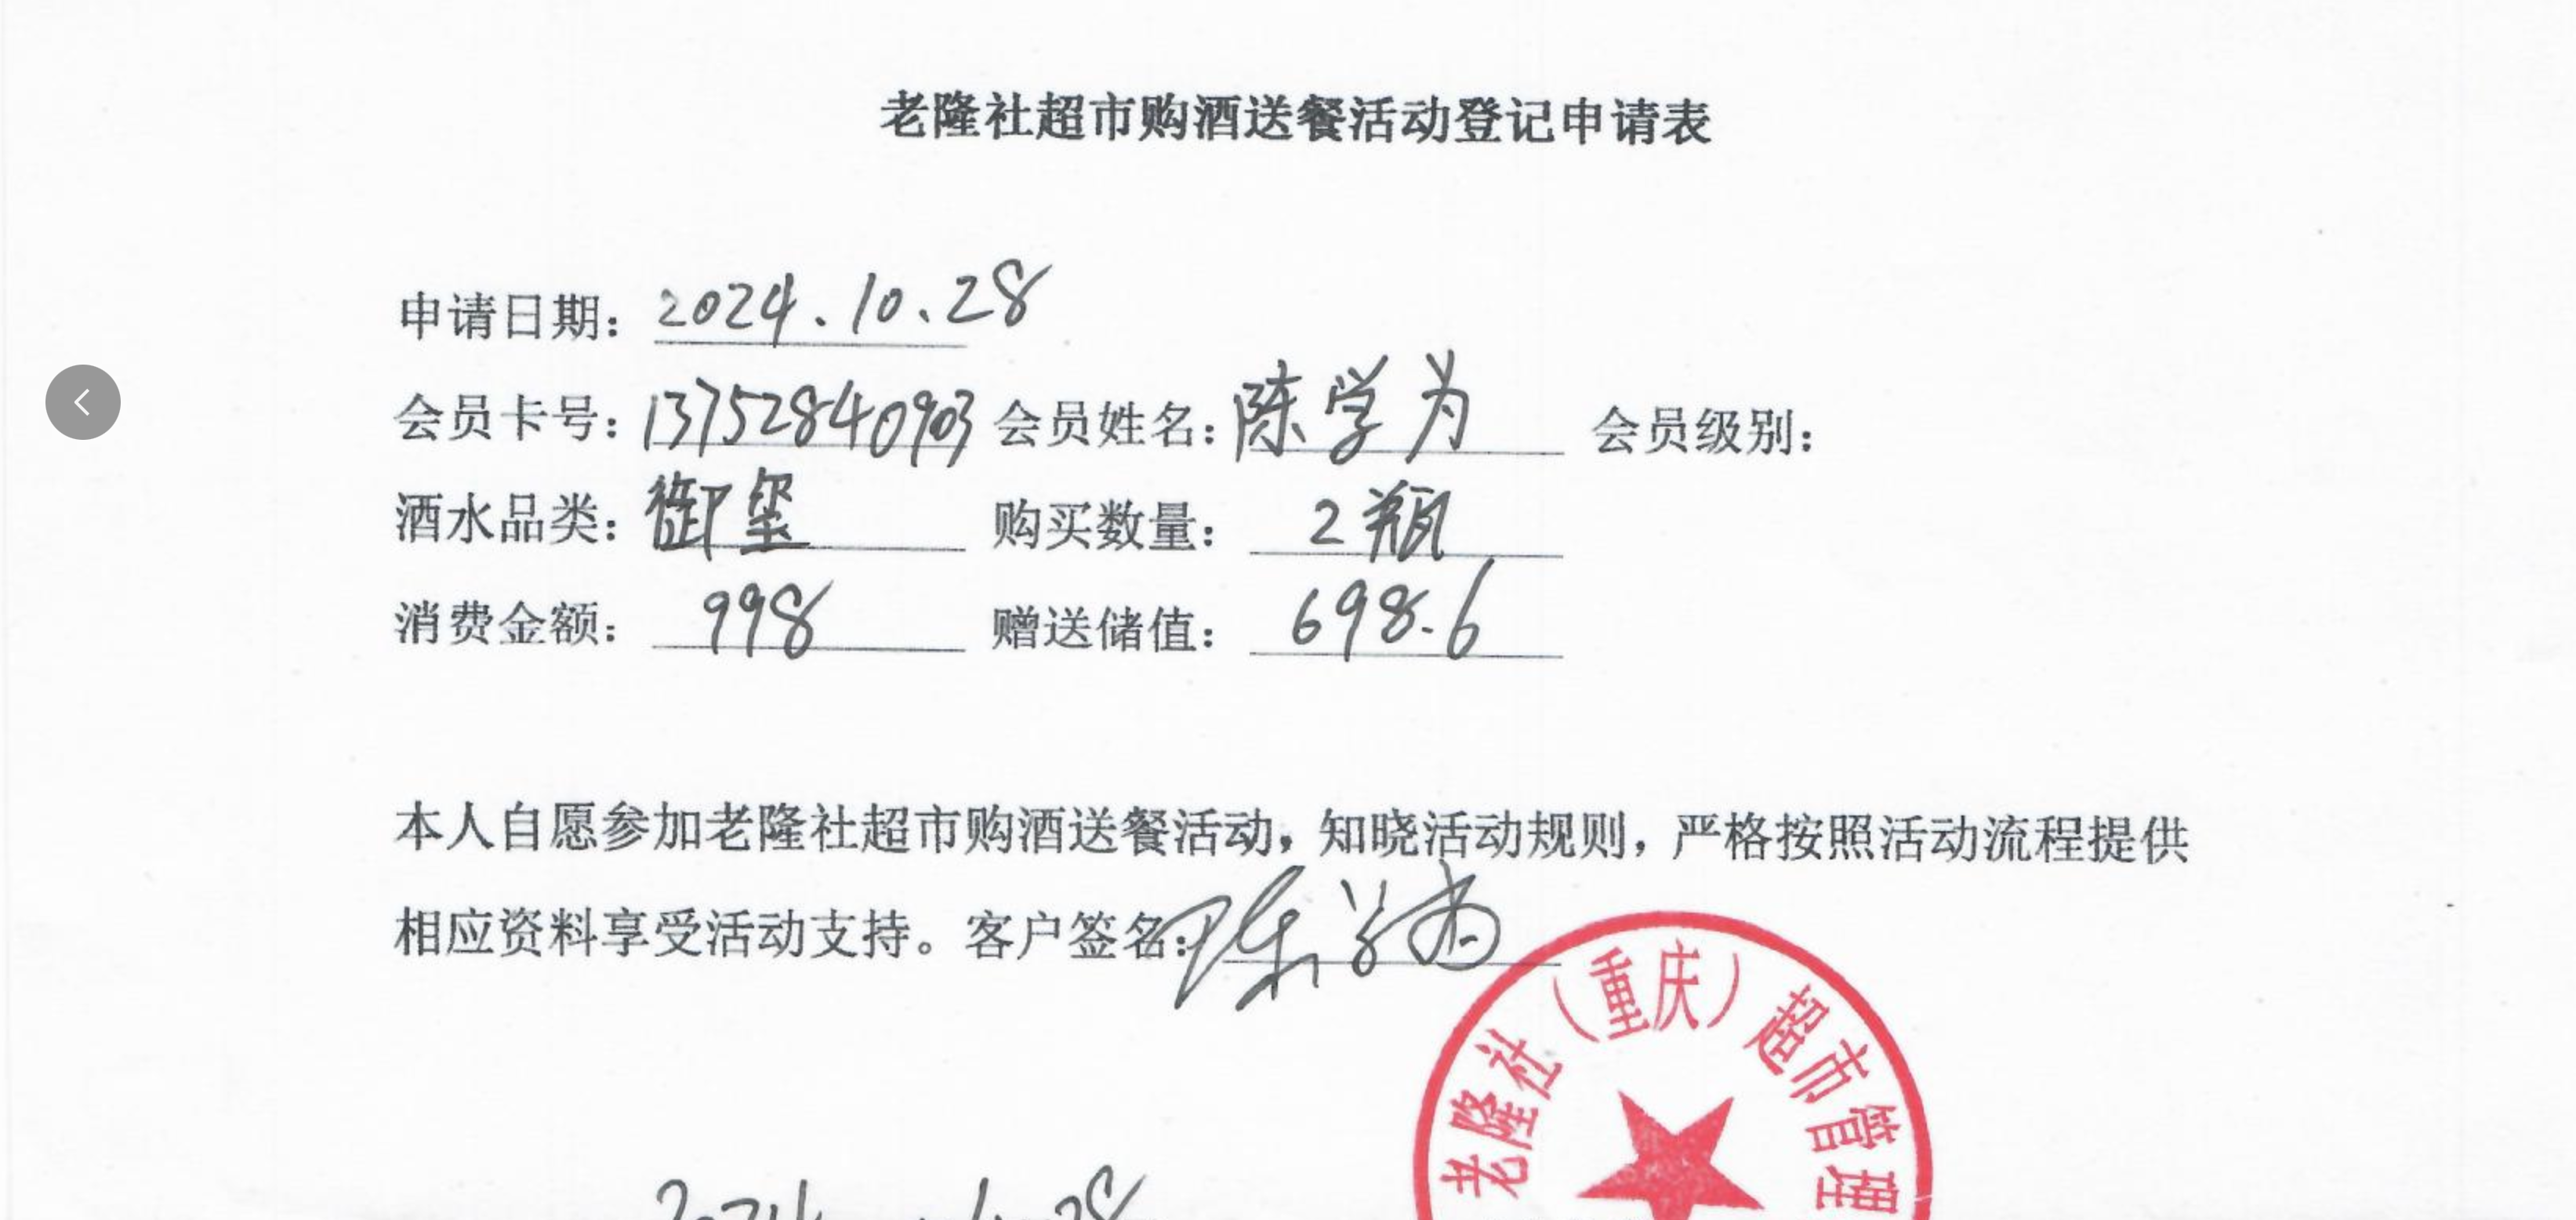 老隆社超市购酒送餐活动登记申请表
申请日期：2024.10.28
会员卡号：13752840903 会员姓名：陈学为 会员级别：
酒水品类：御玺 购买数量：2瓶
消费金额：998 赠送储值：698.6
本人自愿参加老隆社超市购酒送餐活动，知晓活动规则，严格按照活动流程提供
相应资料享受活动支持。客户签名：陈学为
老隆社（重庆）超市管理